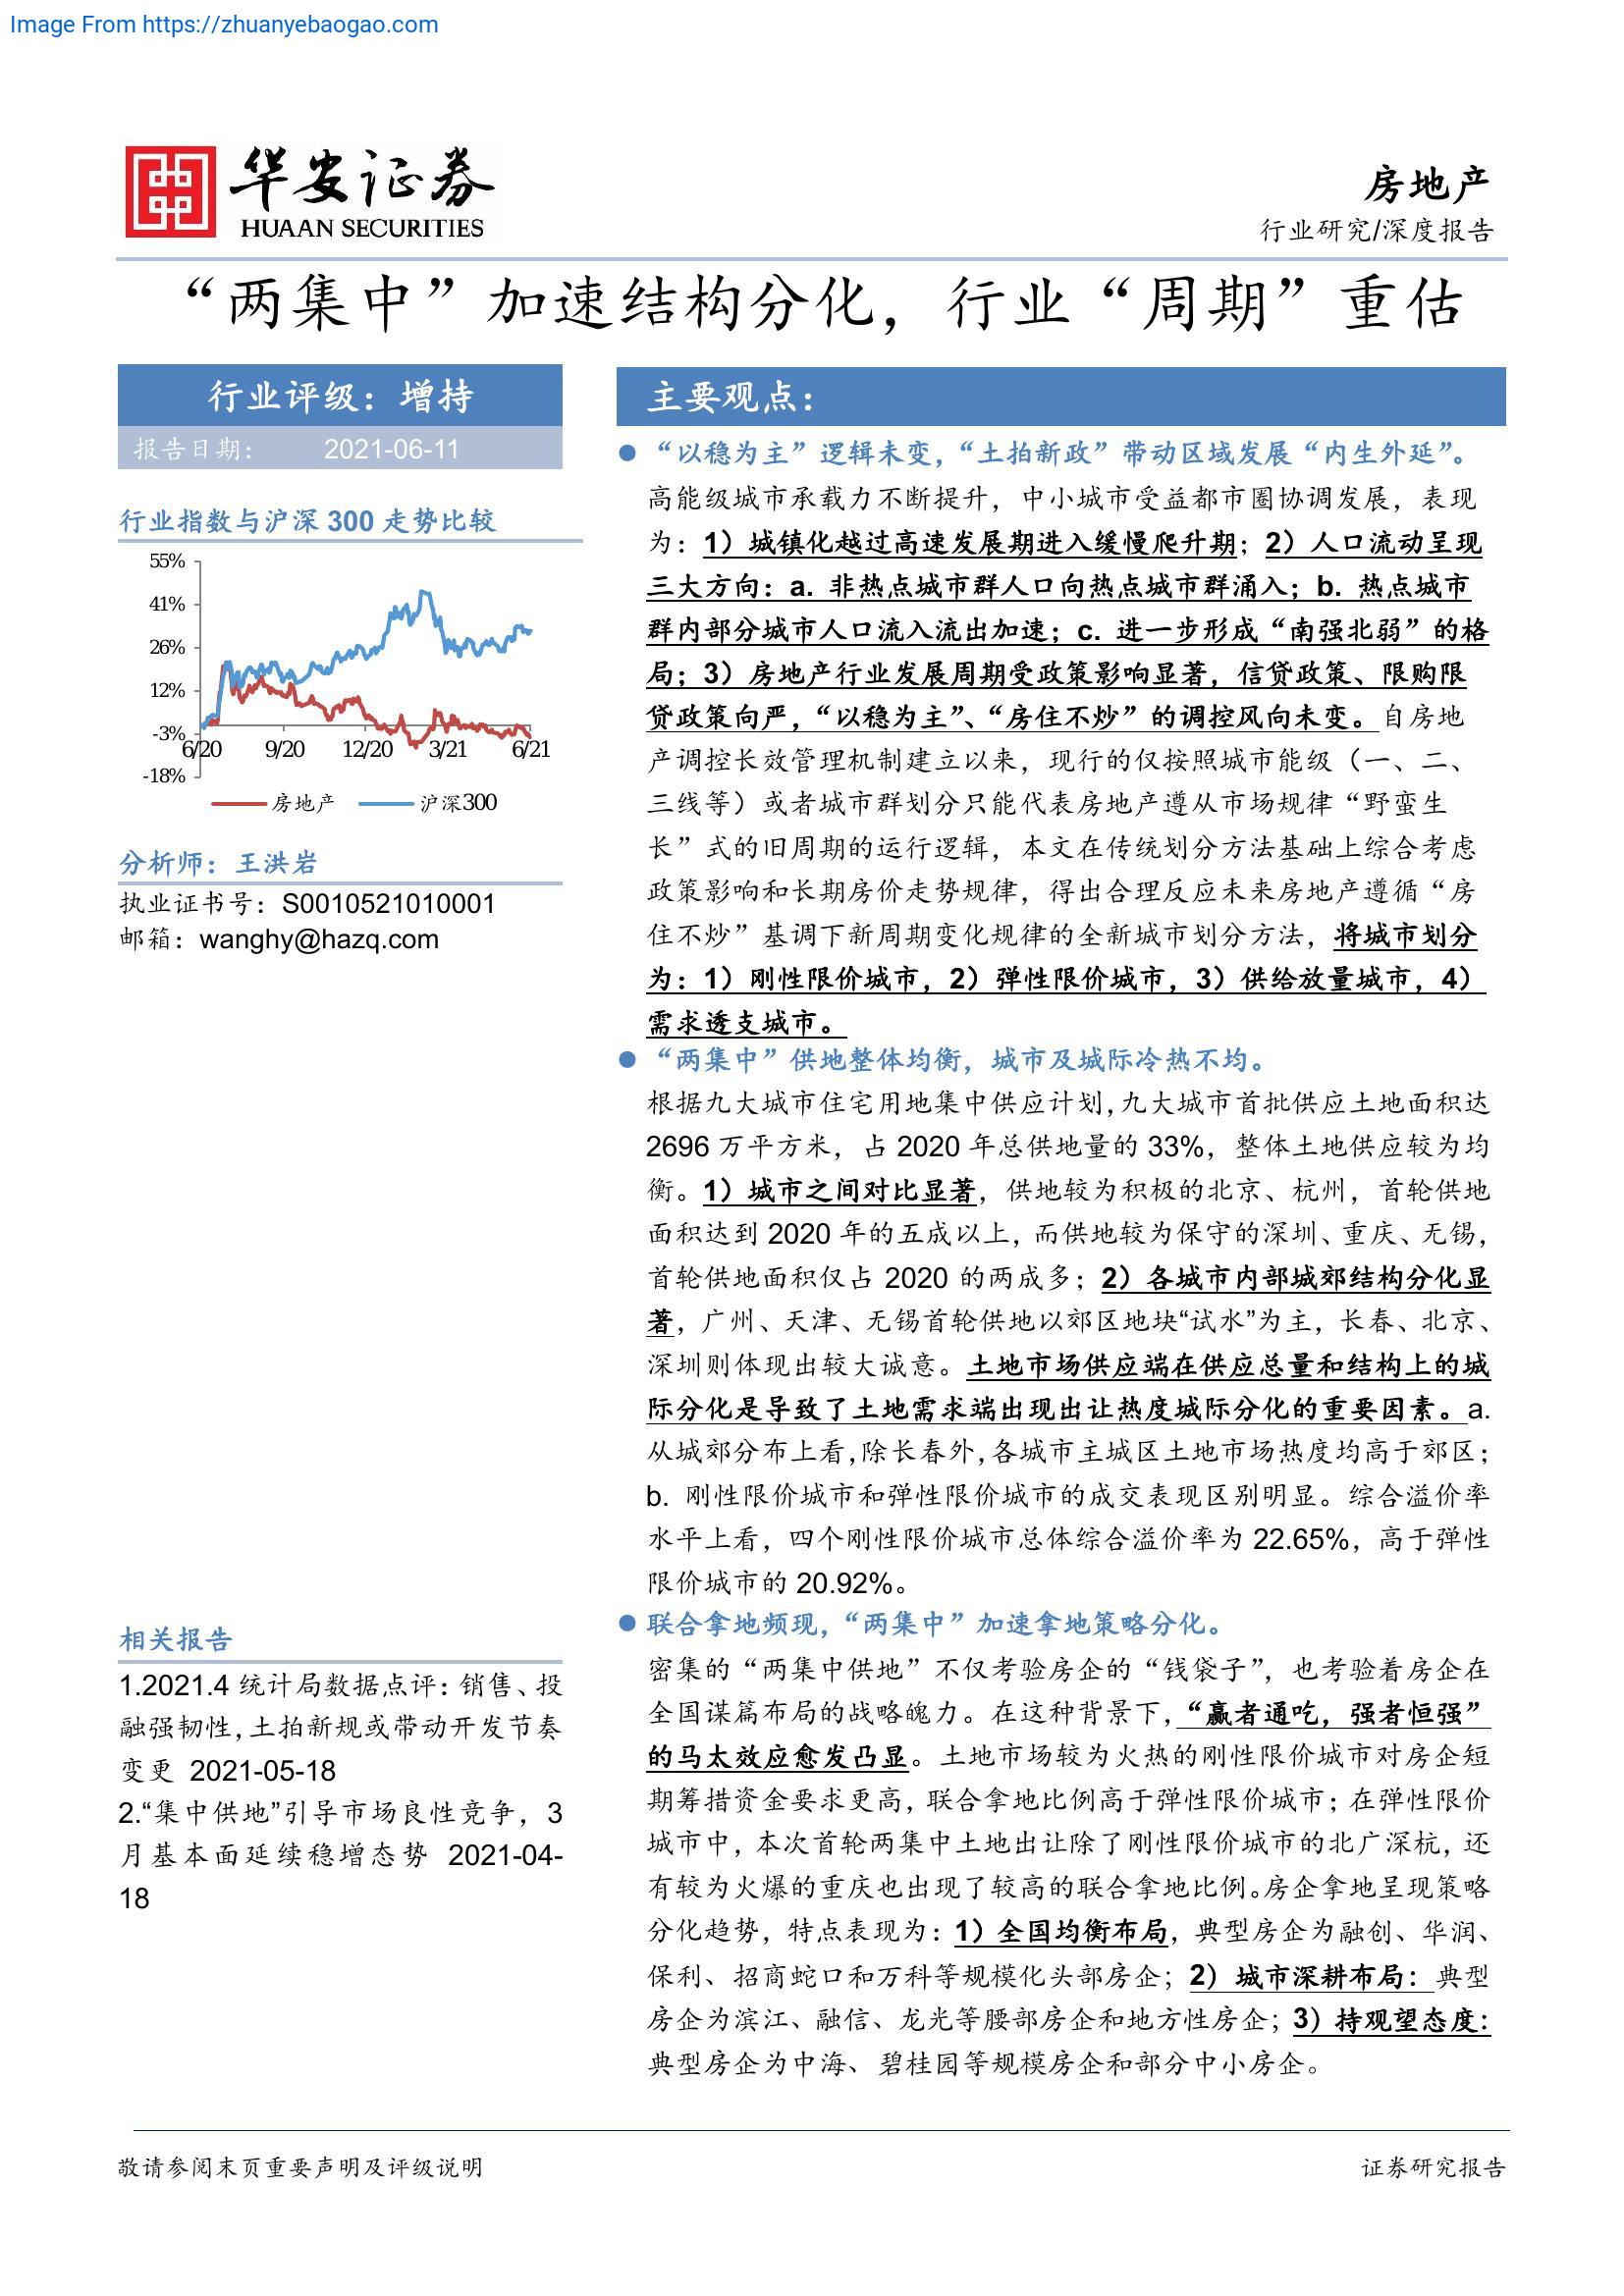 Image From https://zhuanyebaogao.com
华安证券
HUAAN SECURITIES
房地产
行业研究/深度报告
“两集中”加速结构分化，行业“周期”重估
行业评级：增持
报告日期： 2021-06-11
行业指数与沪深 300 走势比较
55%
41%
26%
12%
-3%
-18%
6/20 9/20 12/20 3/21 6/21
房地产 沪深300
分析师：王洪岩
执业证书号：S0010521010001
邮箱：wanghy@hazq.com
相关报告
1.2021.4 统计局数据点评：销售、投
融强韧性，土拍新规或带动开发节奏
变更 2021-05-18
2.“集中供地”引导市场良性竞争，3
月基本面延续稳增态势 2021-04-
18
主要观点：
“以稳为主”逻辑未变，“土拍新政”带动区域发展“内生外延”。
高能级城市承载力不断提升，中小城市受益都市圈协调发展，表现
为：1）城镇化越过高速发展期进入缓慢爬升期；2）人口流动呈现
三大方向：a. 非热点城市群人口向热点城市群涌入；b. 热点城市
群内部分城市人口流入流出加速；c. 进一步形成“南强北弱”的格
局；3）房地产行业发展周期受政策影响显著，信贷政策、限购限
贷政策向严，“以稳为主”、“房住不炒”的调控风向未变。自房地
产调控长效管理机制建立以来，现行的仅按照城市能级（一、二、
三线等）或者城市群划分只能代表房地产遵从市场规律“野蛮生
长”式的旧周期的运行逻辑，本文在传统划分方法基础上综合考虑
政策影响和长期房价走势规律，得出合理反应未来房地产遵循“房
住不炒”基调下新周期变化规律的全新城市划分方法，将城市划分
为：1）刚性限价城市，2）弹性限价城市，3）供给放量城市，4）
需求透支城市。
“两集中”供地整体均衡，城市及城际冷热不均。
根据九大城市住宅用地集中供应计划，九大城市首批供应土地面积达
2696 万平方米，占 2020 年总供地量的 33%，整体土地供应较为均
衡。1）城市之间对比显著，供地较为积极的北京、杭州，首轮供地
面积达到 2020 年的五成以上，而供地较为保守的深圳、重庆、无锡，
首轮供地面积仅占 2020 的两成多；2）各城市内部城郊结构分化显
著，广州、天津、无锡首轮供地以郊区地块“试水”为主，长春、北京、
深圳则体现出较大诚意。土地市场供应端在供应总量和结构上的城
际分化是导致了土地需求端出现出让热度城际分化的重要因素。a.
从城郊分布上看，除长春外，各城市主城区土地市场热度均高于郊区；
b. 刚性限价城市和弹性限价城市的成交表现区别明显。综合溢价率
水平上看，四个刚性限价城市总体综合溢价率为 22.65%，高于弹性
限价城市的 20.92%。
联合拿地频现，“两集中”加速拿地策略分化。
密集的“两集中供地”不仅考验房企的“钱袋子”，也考验着房企在
全国谋篇布局的战略魄力。在这种背景下，“赢者通吃，强者恒强”
的马太效应愈发凸显。土地市场较为火热的刚性限价城市对房企短
期筹措资金要求更高，联合拿地比例高于弹性限价城市；在弹性限价
城市中，本次首轮两集中土地出让除了刚性限价城市的北广深杭，还
有较为火爆的重庆也出现了较高的联合拿地比例。房企拿地呈现策略
分化趋势，特点表现为：1）全国均衡布局，典型房企为融创、华润、
保利、招商蛇口和万科等规模化头部房企；2）城市深耕布局：典型
房企为滨江、融信、龙光等腰部房企和地方性房企；3）持观望态度：
典型房企为中海、碧桂园等规模房企和部分中小房企。
敬请参阅末页重要声明及评级说明
证券研究报告